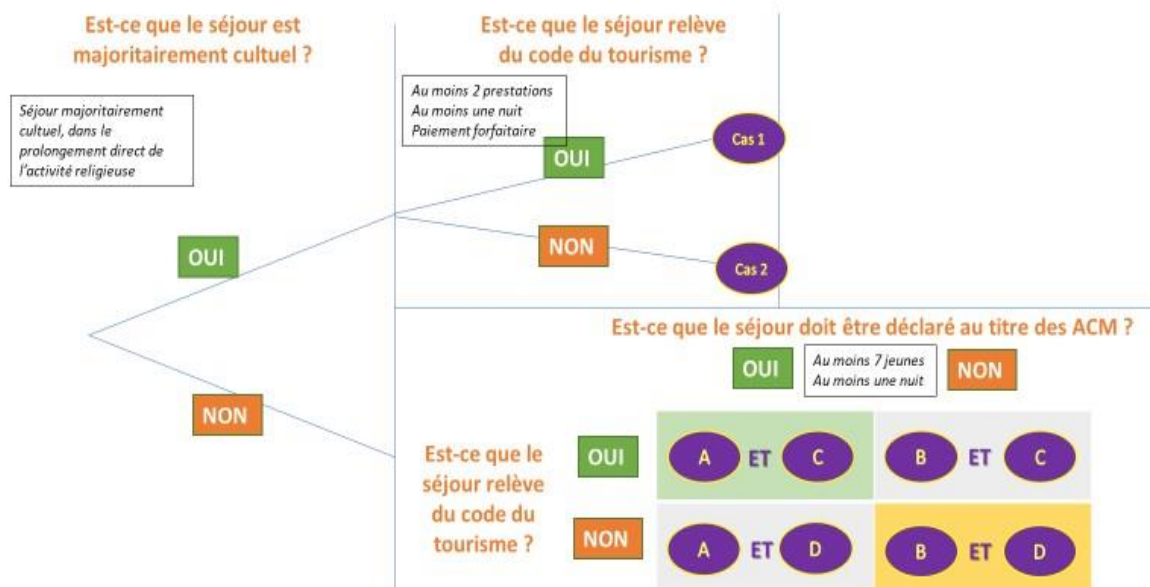 Est-ce que le séjour est
majoritairement cultuel ?
Séjour majoritairement
cultuel, dans le
prolongement direct de
l'activité religieuse
OUI
NON
Est-ce que le séjour relève
du code du tourisme ?
Au moins 2 prestations
Au moins une nuit
Paiement forfaitaire
OUI
Cas 1
NON
Cas 2
Est-ce que le séjour doit être déclaré au titre des ACM ?
OUI
Au moins 7 jeunes
Au moins une nuit
NON
Est-ce que le
séjour relève
du code du
tourisme ?
OUI
A ET C
B ET C
NON
A ET D
B ET D